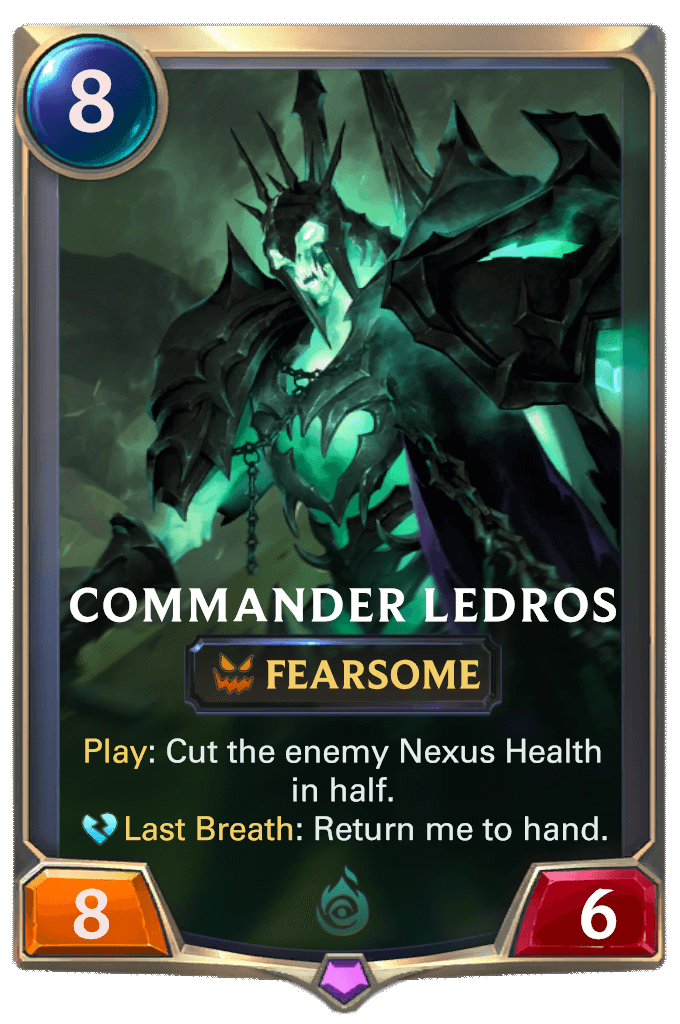 8
COMMANDER LEDROS
FEARSOME
Play: Cut the enemy Nexus Health
in half.
Last Breath: Return me to hand.
8
6